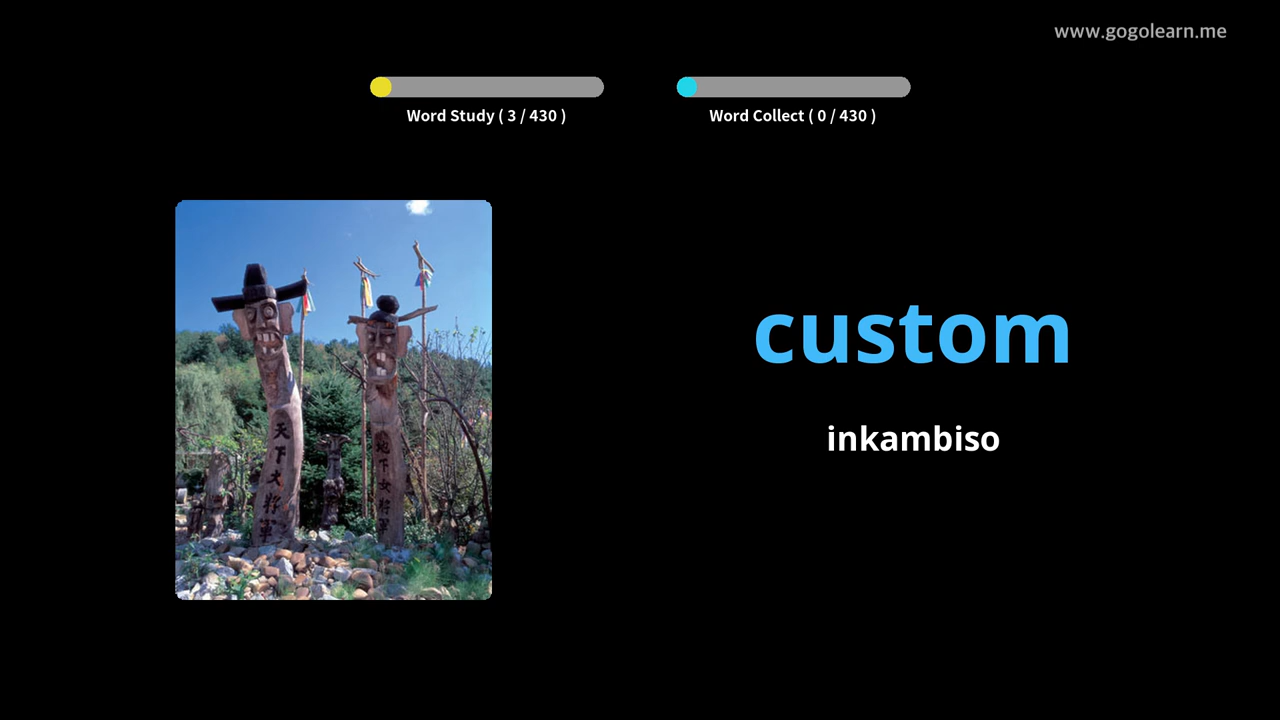 www.gogolearn.me
Word Study ( 3 / 430 )
Word Collect ( 0 / 430 )
custom
inkambiso
天下大將軍
地下女將軍